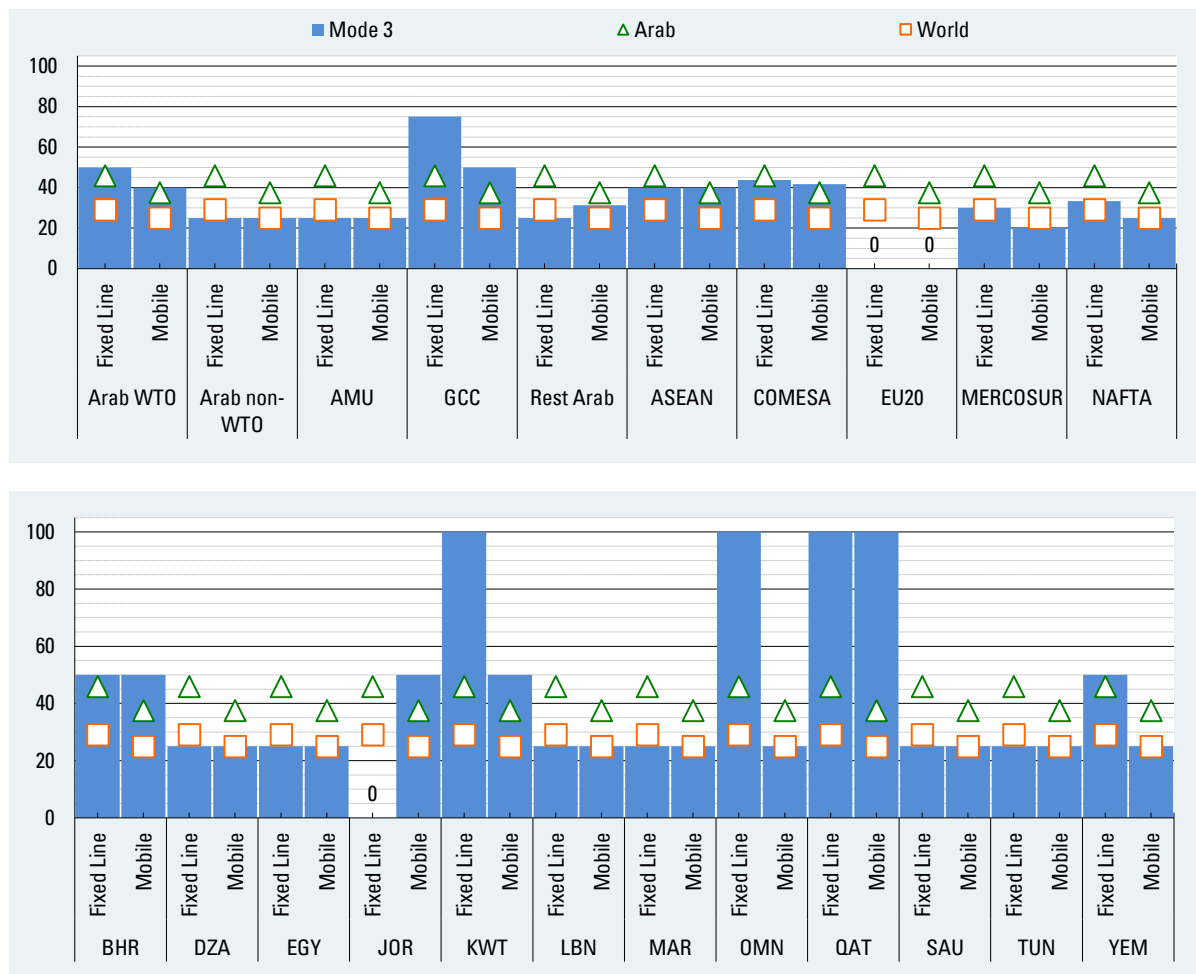 Mode 3 Arab World
100
80
60
40
20
0
0 0
Fixed Line Mobile Fixed Line Mobile Fixed Line Mobile Fixed Line Mobile Fixed Line Mobile Fixed Line Mobile Fixed Line Mobile Fixed Line Mobile Fixed Line Mobile Fixed Line Mobile
Arab WTO Arab non- AMU GCC Rest Arab ASEAN COMESA EU20 MERCOSUR NAFTA
WTO
100
80
60
40
20
0
0
Fixed Line Mobile Fixed Line Mobile Fixed Line Mobile Fixed Line Mobile Fixed Line Mobile Fixed Line Mobile Fixed Line Mobile Fixed Line Mobile Fixed Line Mobile Fixed Line Mobile Fixed Line Mobile Fixed Line Mobile
BHR DZA EGY JOR KWT LBN MAR OMN QAT SAU TUN YEM